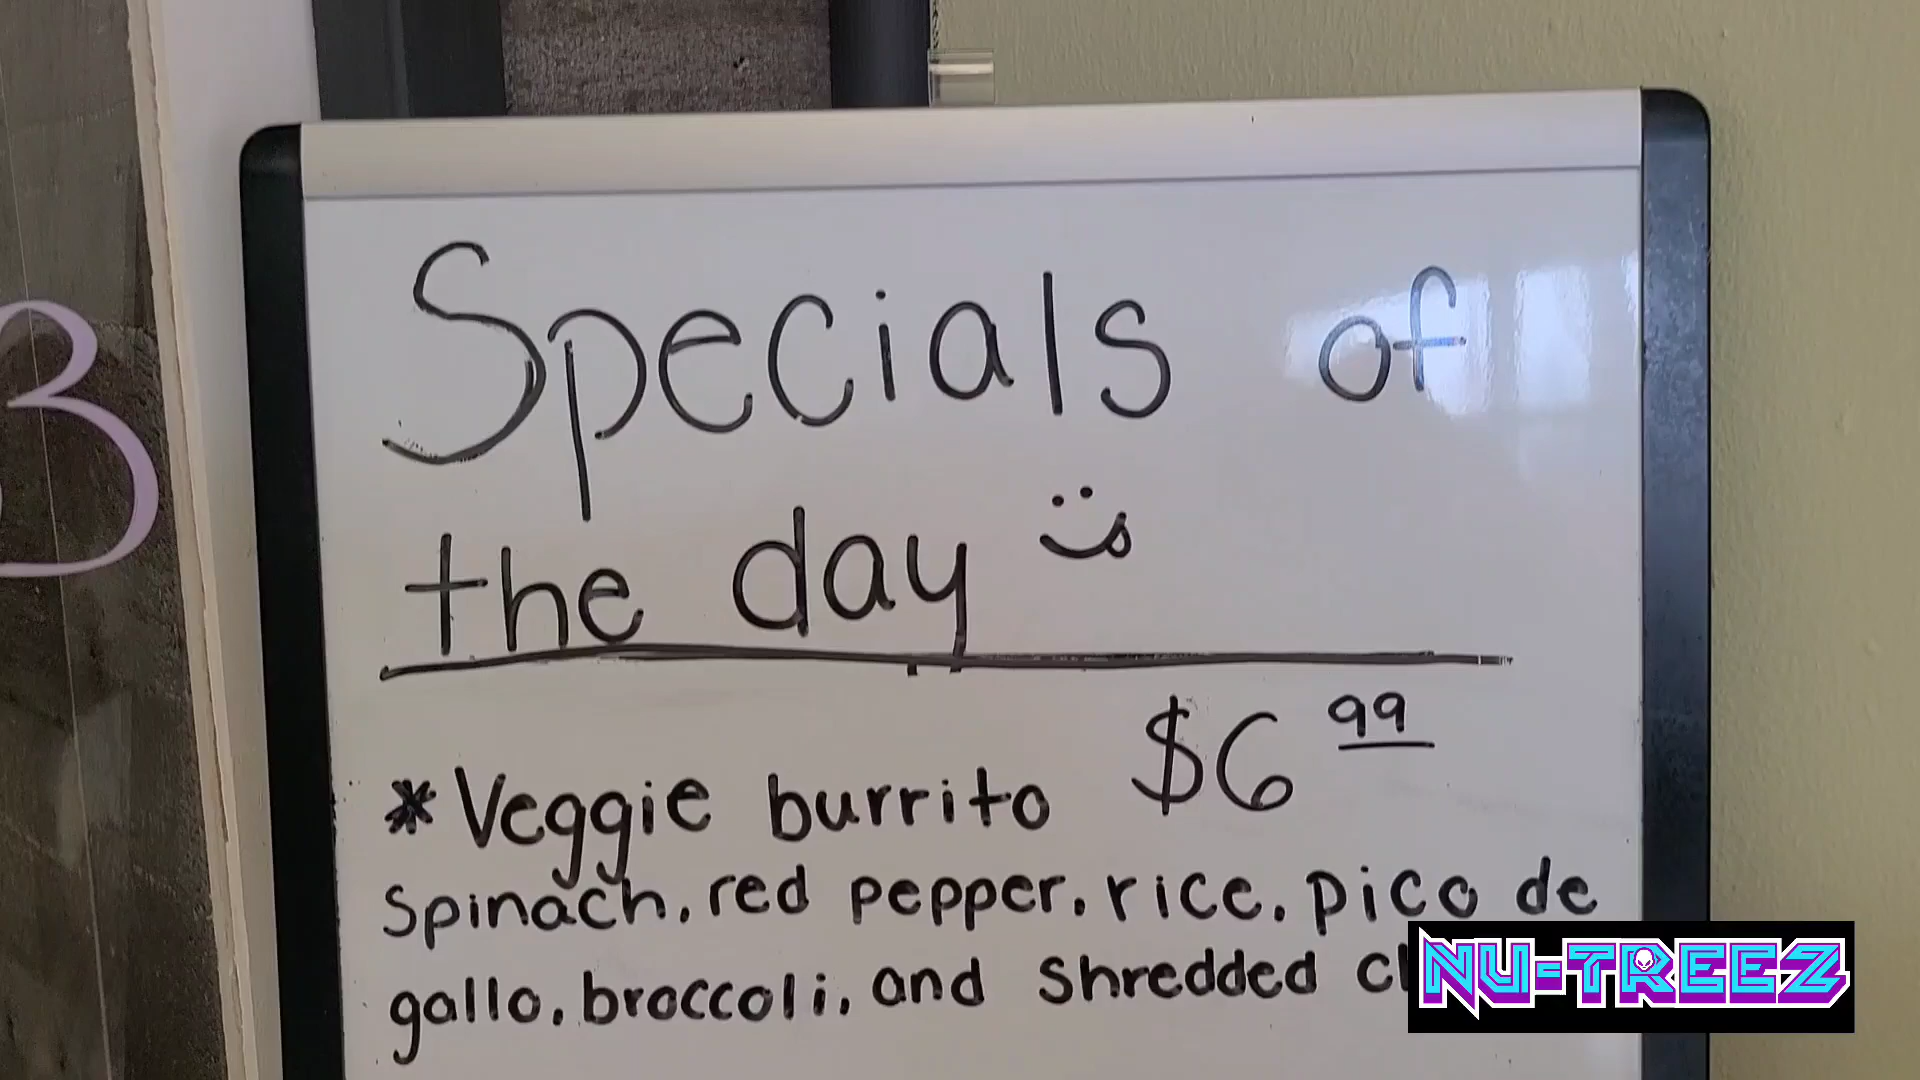 3
Specials of
the day
*Veggie burrito $6 99
Spinach, red pepper, rice, pico de
gallo, broccoli, and shredded
NU-TREEZ